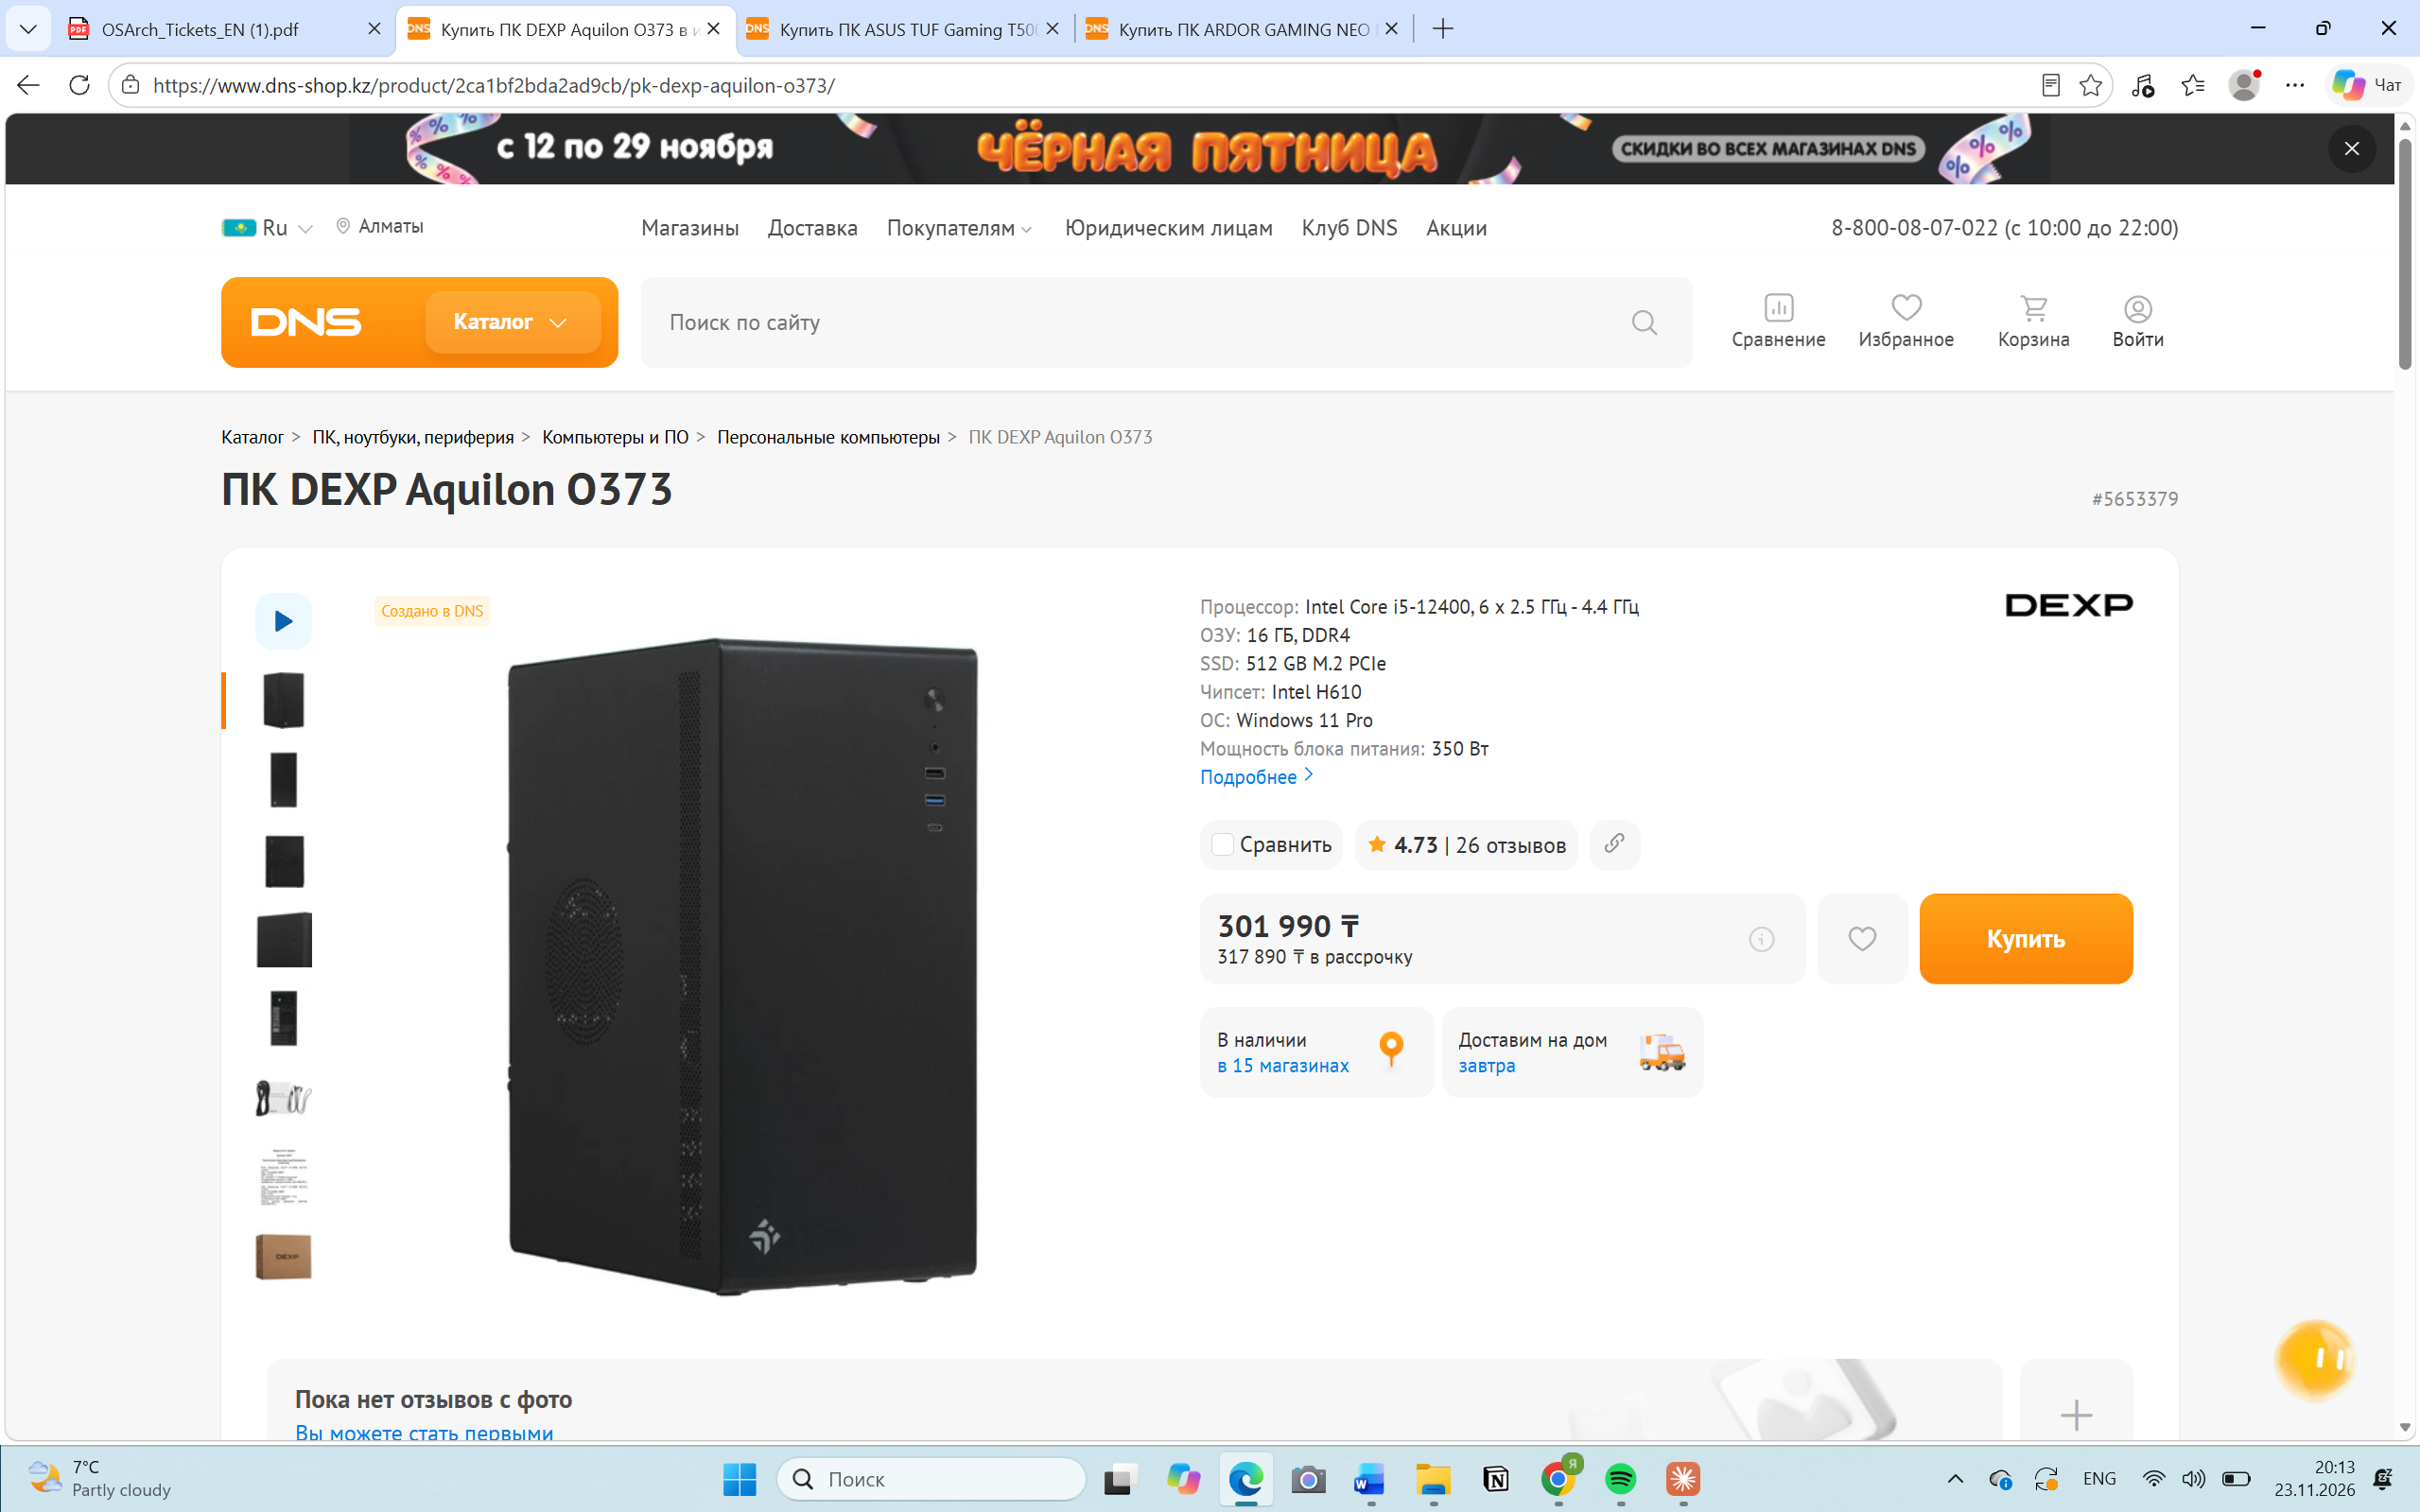 OSArch_Tickets_EN (1).pdf
Купить ПК DEXP Aquilon O373 в и
Купить ПК ASUS TUF Gaming T500
Купить ПК ARDOR GAMING NEO
https://www.dns-shop.kz/product/2ca1bf2bda2ad9cb/pk-dexp-aquilon-o373/
Чат
с 12 по 29 ноября
ЧЁРНАЯ ПЯТНИЦА
СКИДКИ ВО ВСЕХ МАГАЗИНАХ DNS
Ru
Алматы
Магазины
Доставка
Покупателям
Юридическим лицам
Клуб DNS
Акции
8-800-08-07-022 (с 10:00 до 22:00)
DNS
Каталог
Поиск по сайту
Сравнение
Избранное
Корзина
Войти
Каталог > ПК, ноутбуки, периферия > Компьютеры и ПО > Персональные компьютеры > ПК DEXP Aquilon O373
ПК DEXP Aquilon O373
#5653379
Создано в DNS
DEXP
Процессор: Intel Core i5-12400, 6 x 2.5 ГГц - 4.4 ГГц
ОЗУ: 16 ГБ, DDR4
SSD: 512 GB M.2 PCIe
Чипсет: Intel H610
ОС: Windows 11 Pro
Мощность блока питания: 350 Вт
Подробнее
Сравнить
4.73 | 26 отзывов
301 990 ₸
317 890 ₸ в рассрочку
Купить
В наличии
в 15 магазинах
Доставим на дом
завтра
DEXP
Пока нет отзывов с фото
Вы можете стать первыми
7°C
Partly cloudy
Поиск
ENG
20:13
23.11.2026